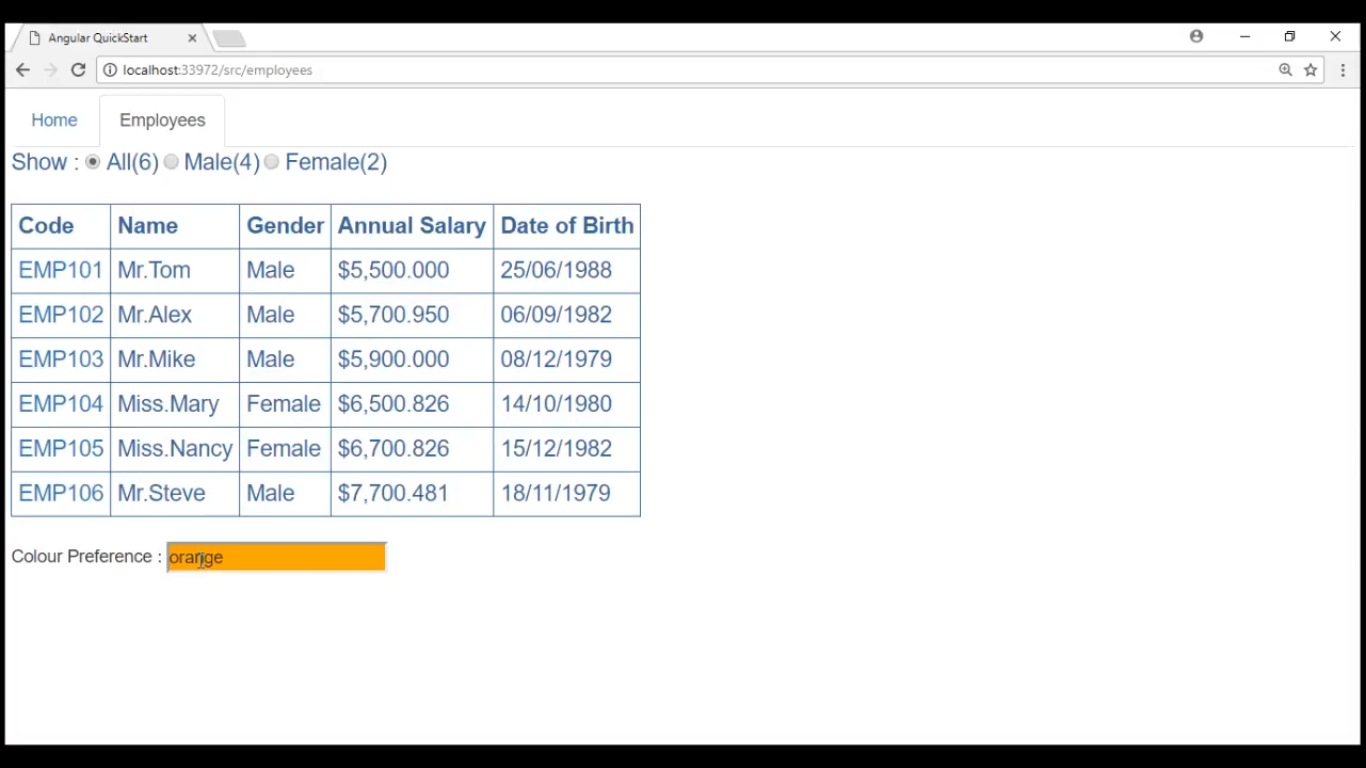 Angular QuickStart
localhost:33972/src/employees
Home Employees
Show : All(6) Male(4) Female(2)
Code Name Gender Annual Salary Date of Birth
EMP101 Mr.Tom Male $5,500.000 25/06/1988
EMP102 Mr.Alex Male $5,700.950 06/09/1982
EMP103 Mr.Mike Male $5,900.000 08/12/1979
EMP104 Miss.Mary Female $6,500.826 14/10/1980
EMP105 Miss.Nancy Female $6,700.826 15/12/1982
EMP106 Mr.Steve Male $7,700.481 18/11/1979
Colour Preference : orange